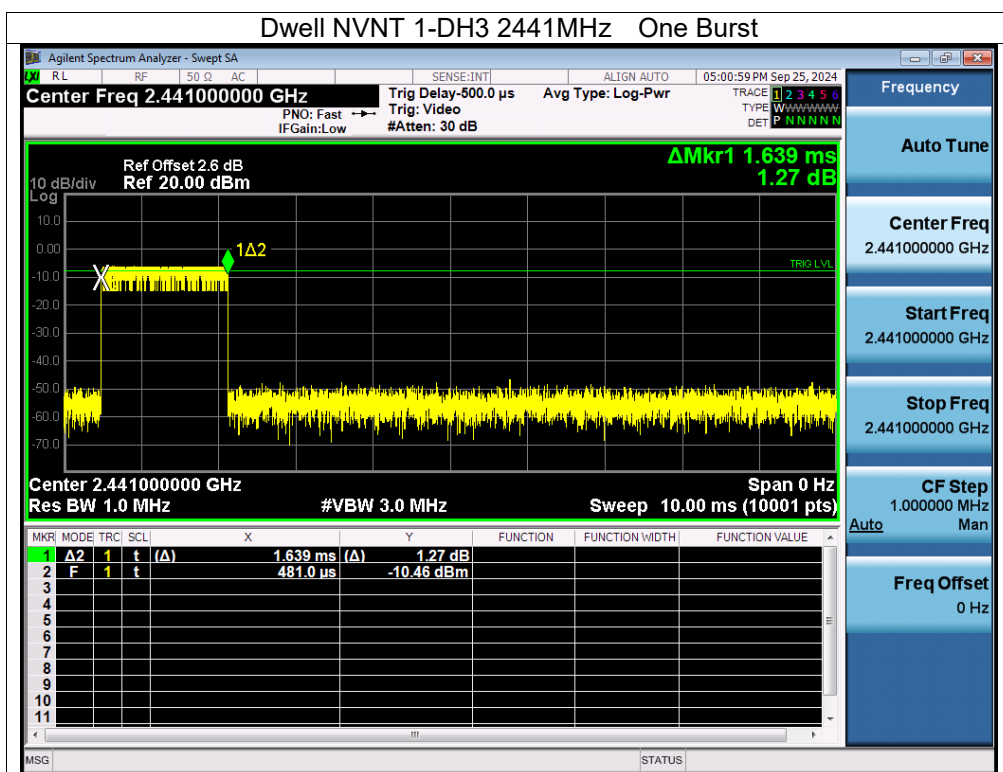 Dwell NVNT 1-DH3 2441MHz One Burst
Agilent Spectrum Analyzer - Swept SA
LXI RL RF 50 Ω AC SENSE:INT ALIGN AUTO 05:00:59 PM Sep 25, 2024
Center Freq 2.441000000 GHz Trig Delay-500.0 µs Avg Type: Log-Pwr TRACE 1 2 3 4 5 6
PNO: Fast Trig: Video TYPE WWWWWWW
IFGain:Low #Atten: 30 dB DET P N N N N N
Frequency
Auto Tune
Center Freq
2.441000000 GHz
Start Freq
2.441000000 GHz
Stop Freq
2.441000000 GHz
CF Step
1.000000 MHz
Auto Man
Freq Offset
0 Hz
ΔMkr1 1.639 ms
1.27 dB
Ref Offset 2.6 dB
10 dB/div Ref 20.00 dBm
Log
10.0
0.00
-10.0
-20.0
-30.0
-40.0
-50.0
-60.0
-70.0
1Δ2
TRIG LVL
Center 2.441000000 GHz Span 0 Hz
Res BW 1.0 MHz #VBW 3.0 MHz Sweep 10.00 ms (10001 pts)
MKR MODE TRC SCL X Y FUNCTION FUNCTION WIDTH FUNCTION VALUE
1 Δ2 1 t (Δ) 1.639 ms (Δ) 1.27 dB
2 F 1 t 481.0 µs -10.46 dBm
3
4
5
6
7
8
9
10
11
MSG STATUS